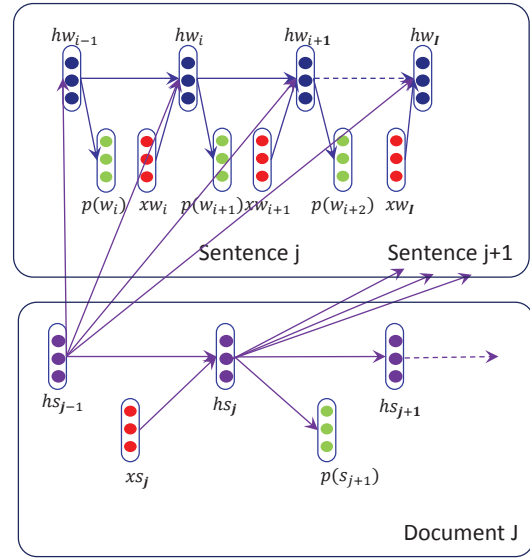 hw_{i−1} hw_i hw_{i+1} hw_I
p(w_i) xw_i p(w_{i+1}) xw_{i+1} p(w_{i+2}) xw_I
Sentence j Sentence j+1
hs_{j−1} hs_j hs_{j+1}
xs_j p(s_{j+1})
Document J